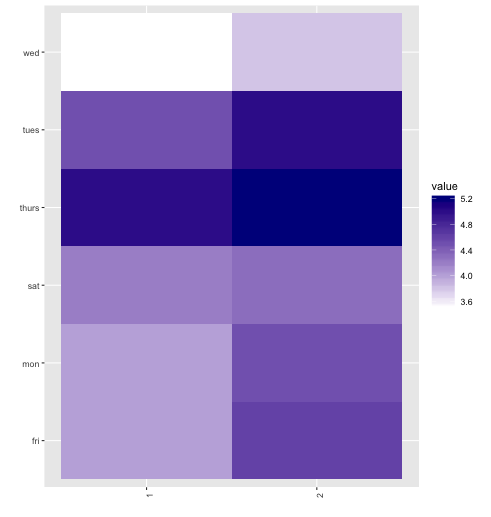 wed
tues
thurs
sat
mon
fri
1
2
value
5.2
4.8
4.4
4.0
3.6